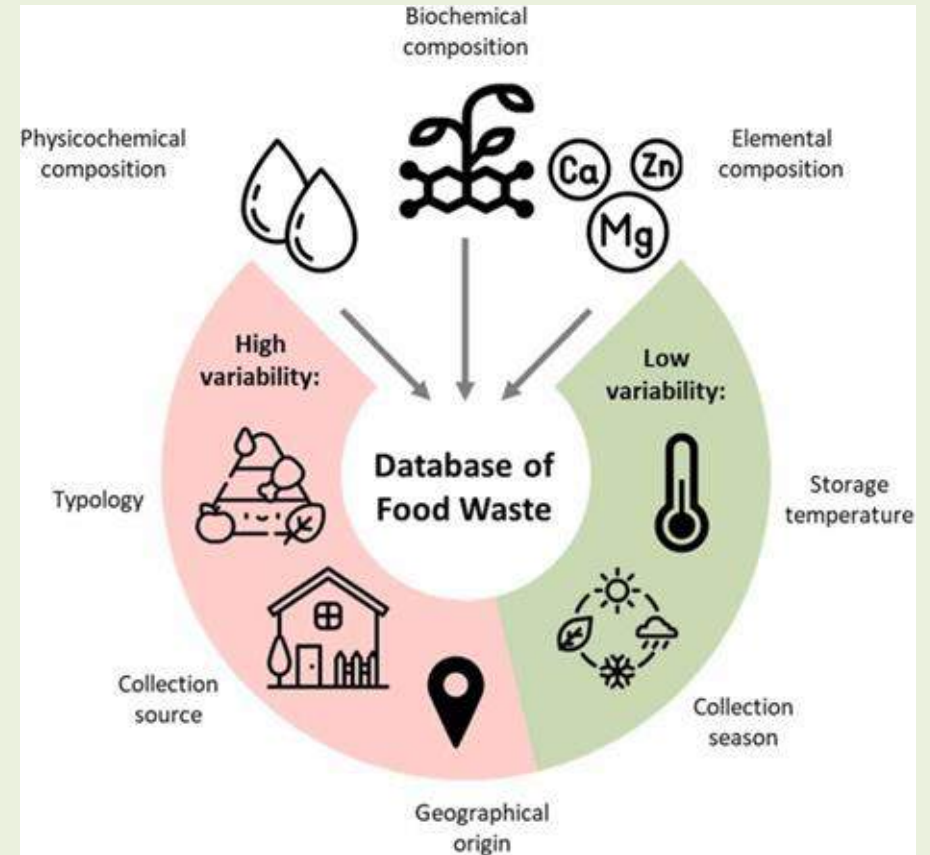 Biochemical
composition
Physicochemical
composition
Elemental
composition
Ca
Zn
Mg
High
variability:
Low
variability:
Database of
Food Waste
Typology
Storage
temperature
Collection
source
Collection
season
Geographical
origin